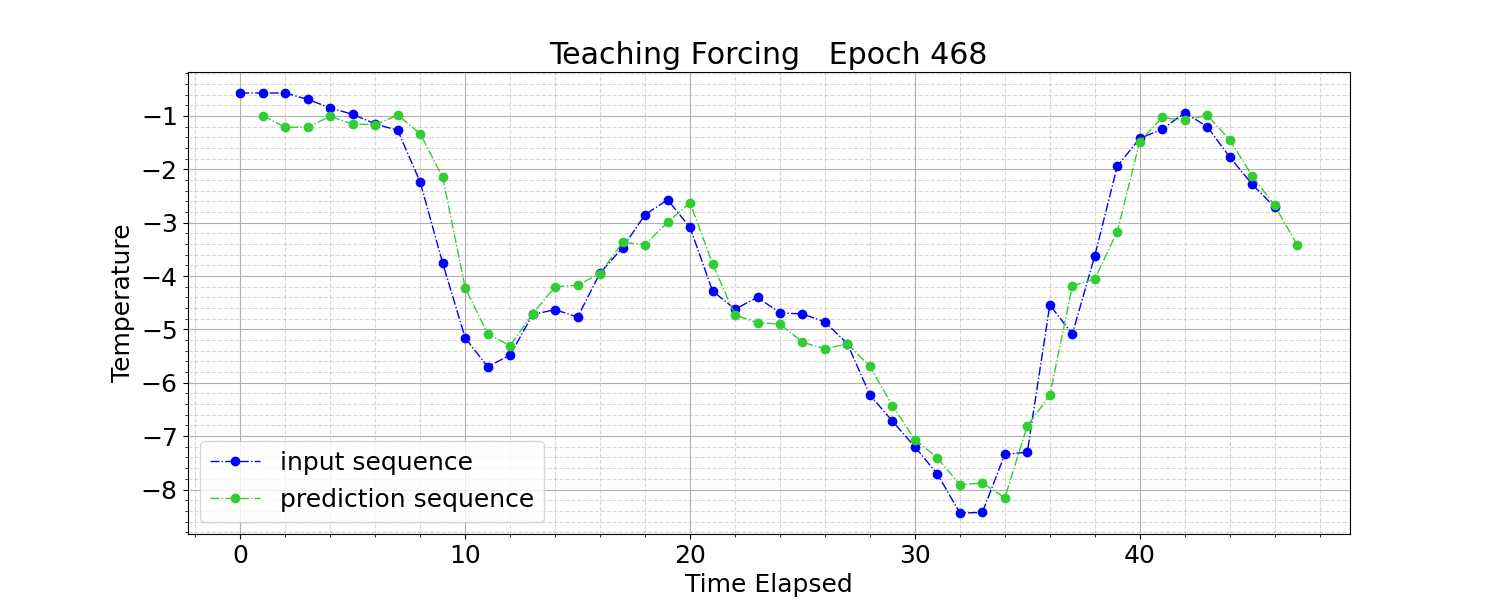 Teaching Forcing   Epoch 468
Temperature
−1
−2
−3
−4
−5
−6
−7
−8
input sequence
prediction sequence
0 10 20 30 40
Time Elapsed